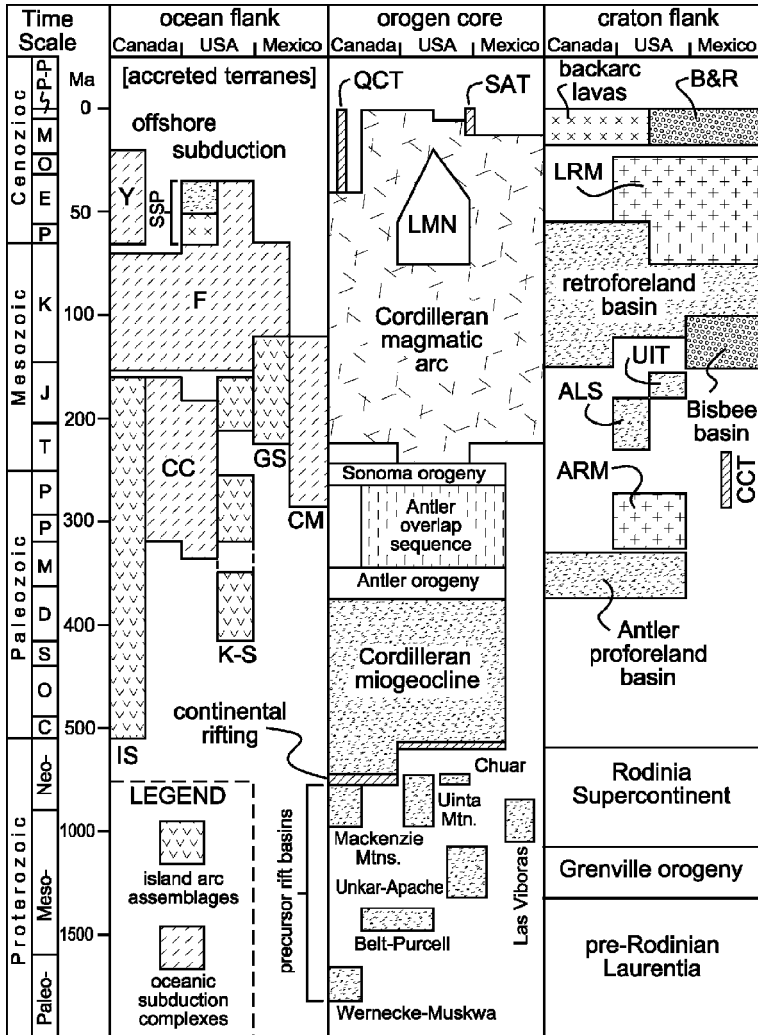 Time
Scale
ocean flank
orogen core
craton flank
Canada
USA
Mexico
Canada
USA
Mexico
Canada
USA
Mexico
Cenozioc
Mesozoic
Paleozoic
Proterozoic
P-P
M
O
E
P
K
J
T
P
P
M
D
S
O
C
Neo-
Meso-
Paleo-
Ma
0
50
100
200
300
400
500
1000
1500
[accreted terranes]
offshore
subduction
Y
SSP
F
CC
GS
CM
K-S
IS
continental
rifting
LEGEND
island arc
assemblages
oceanic
subduction
complexes
QCT
SAT
LMN
Cordilleran
magmatic
arc
Sonoma orogeny
Antler
overlap
sequence
Antler orogeny
Cordilleran
miogeocline
Chuar
Uinta
Mtn.
Mackenzie
Mtns.
Unkar-Apache
Las Viboras
Belt-Purcell
Wernecke-Muskwa
precursor rift basins
backarc
lavas
B&R
LRM
retroforeland
basin
UIT
ALS
Bisbee
basin
ARM
CCT
Antler
proforeland
basin
Rodinia
Supercontinent
Grenville orogeny
pre-Rodinian
Laurentia